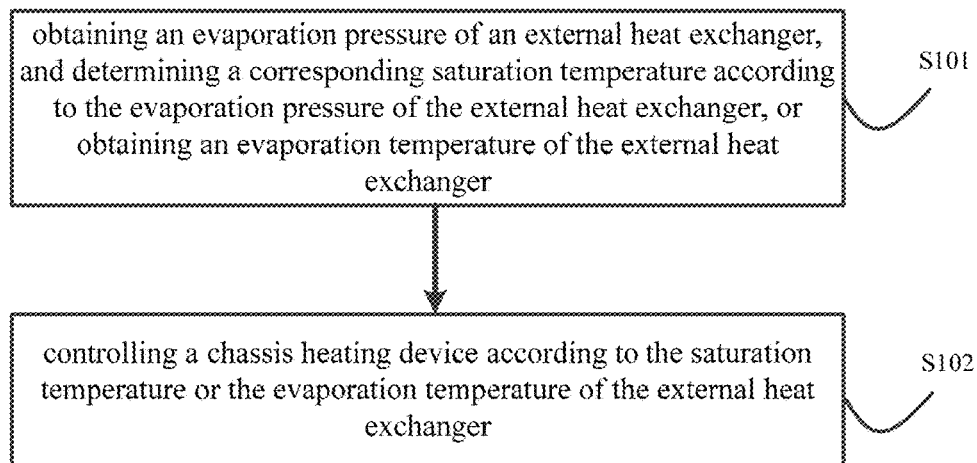 obtaining an evaporation pressure of an external heat exchanger,
and determining a corresponding saturation temperature according
to the evaporation pressure of the external heat exchanger, or
obtaining an evaporation temperature of the external heat
exchanger
S101
controlling a chassis heating device according to the saturation
temperature or the evaporation temperature of the external heat
exchanger
S102